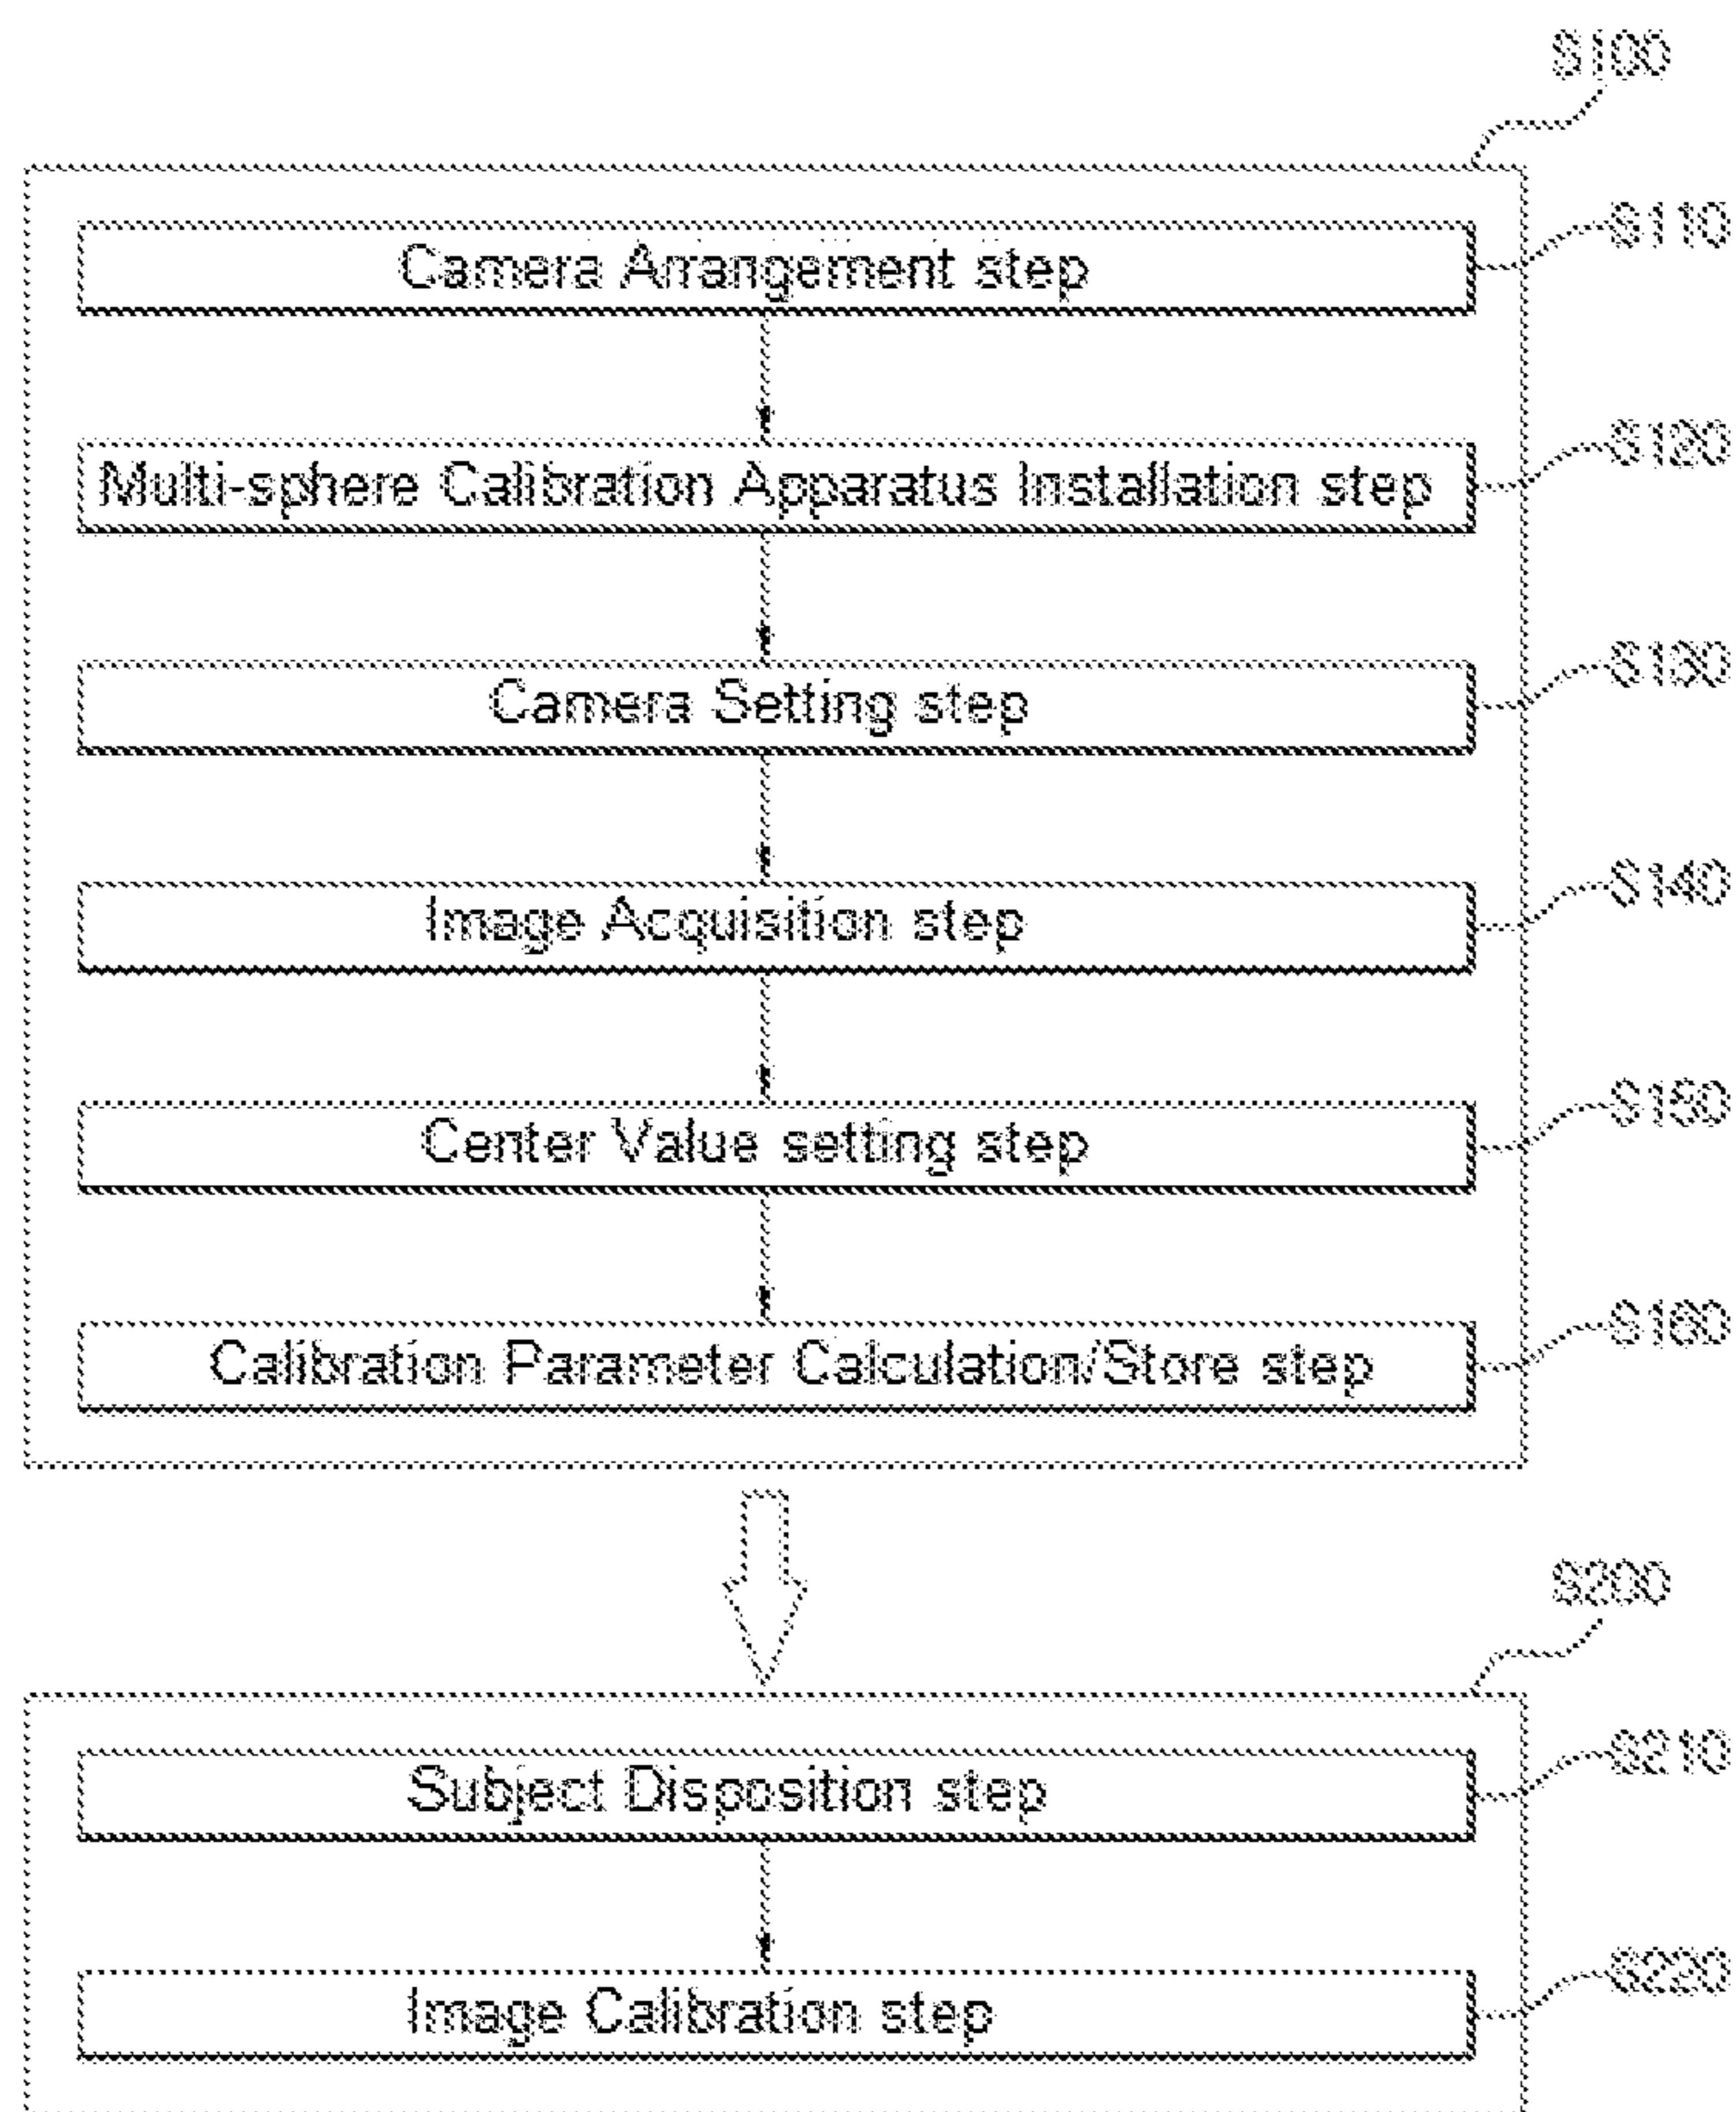 S100
Camera Arrangement step
S110
Multi-sphere Calibration Apparatus Installation step
S120
Camera Setting step
S130
Image Acquisition step
S140
Center Value setting step
S150
Calibration Parameter Calculation/Store step
S160
S200
Subject Disposition step
S210
Image Calibration step
S220